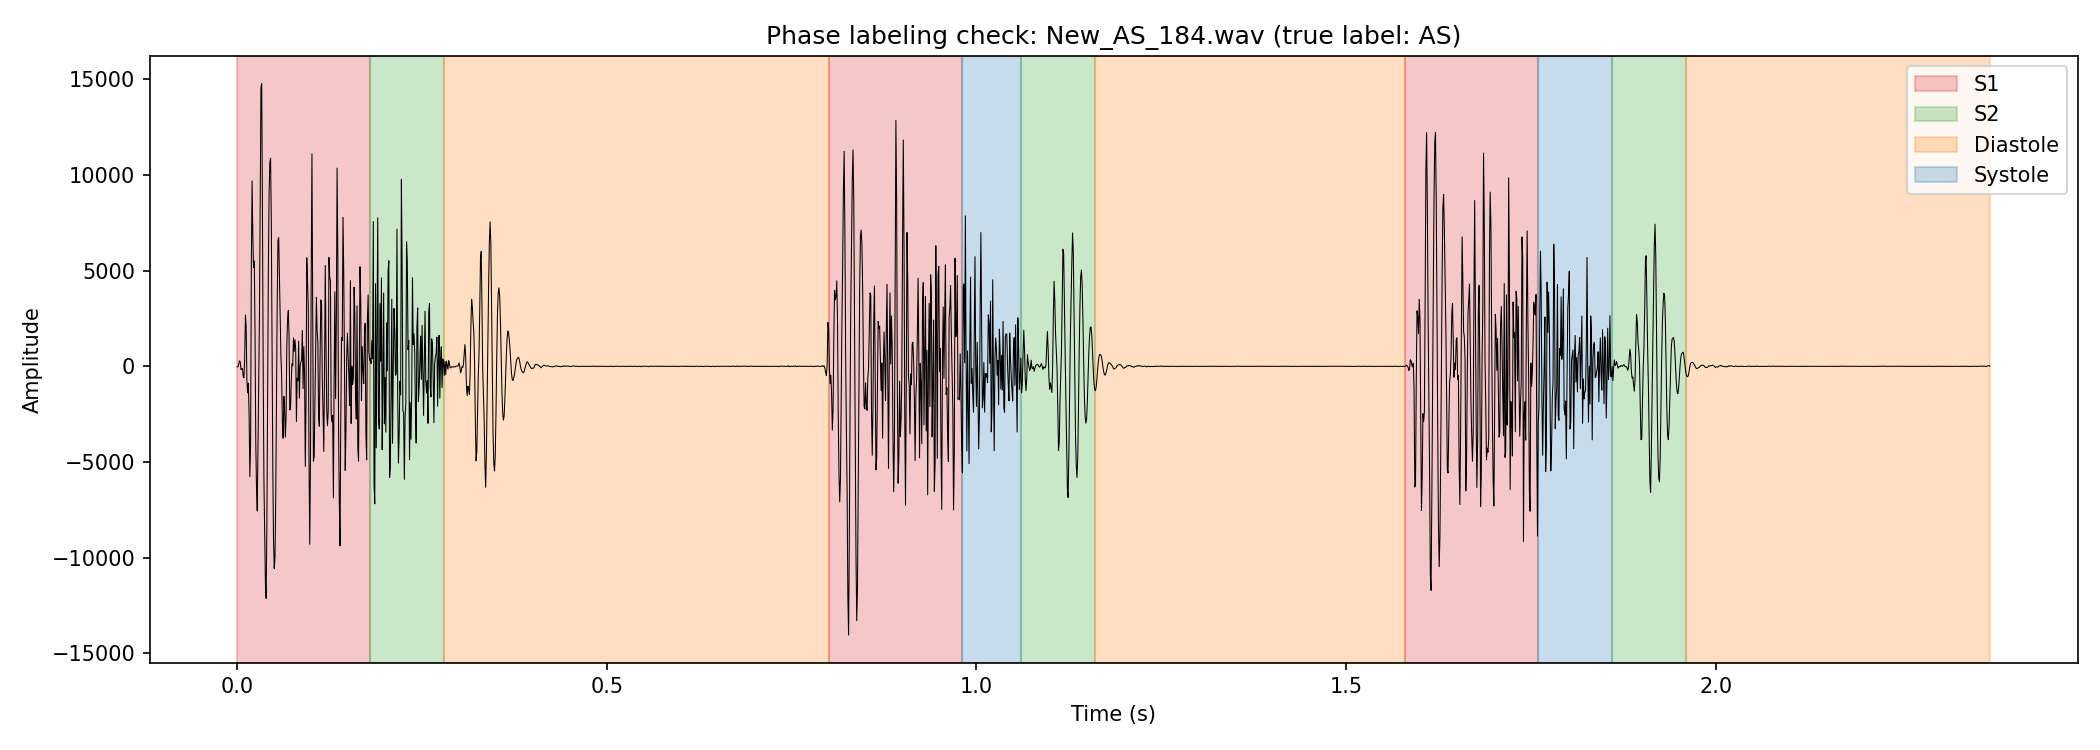 Phase labeling check: New_AS_184.wav (true label: AS)
15000
10000
5000
0
−5000
−10000
−15000
Amplitude
S1
S2
Diastole
Systole
0.0 0.5 1.0 1.5 2.0
Time (s)